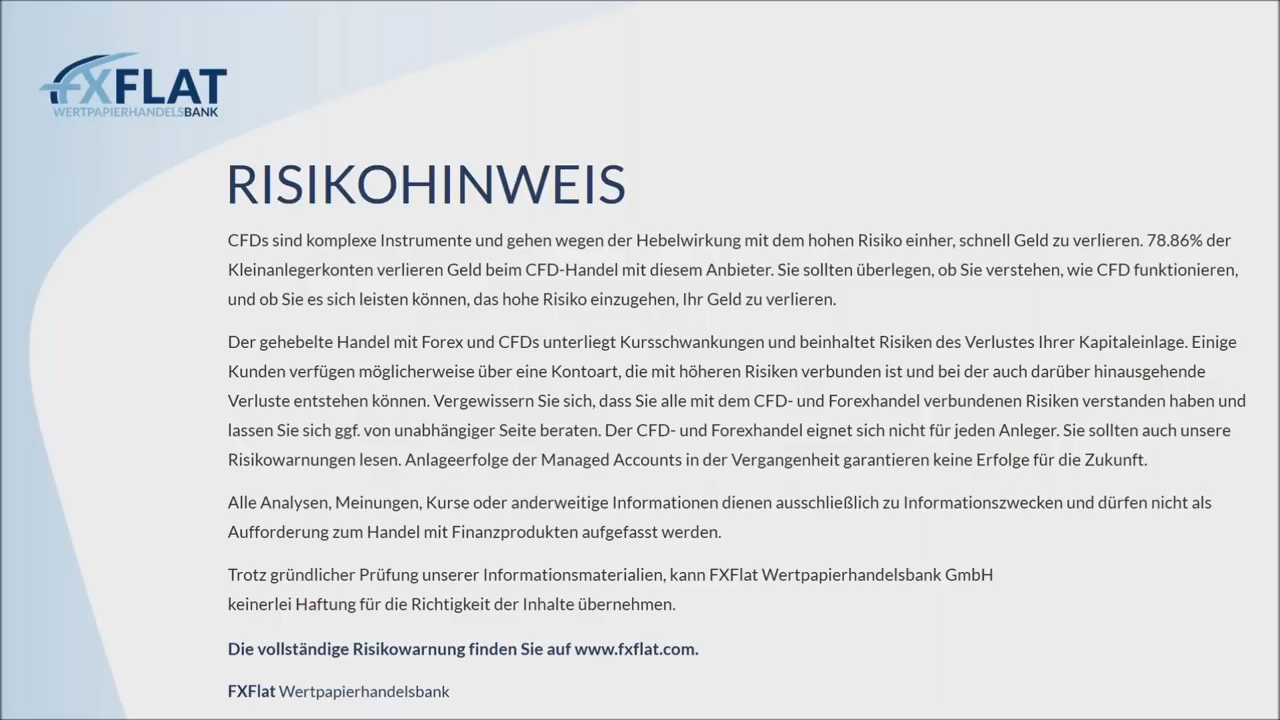 FXFLAT
WERTPAPIERHANDELSBANK
RISIKOHINWEIS
CFDs sind komplexe Instrumente und gehen wegen der Hebelwirkung mit dem hohen Risiko einher, schnell Geld zu verlieren. 78.86% der
Kleinanlegerkonten verlieren Geld beim CFD-Handel mit diesem Anbieter. Sie sollten überlegen, ob Sie verstehen, wie CFD funktionieren,
und ob Sie es sich leisten können, das hohe Risiko einzugehen, Ihr Geld zu verlieren.
Der gehebelte Handel mit Forex und CFDs unterliegt Kursschwankungen und beinhaltet Risiken des Verlustes Ihrer Kapitaleinlage. Einige
Kunden verfügen möglicherweise über eine Kontoart, die mit höheren Risiken verbunden ist und bei der auch darüber hinausgehende
Verluste entstehen können. Vergewissern Sie sich, dass Sie alle mit dem CFD- und Forexhandel verbundenen Risiken verstanden haben und
lassen Sie sich ggf. von unabhängiger Seite beraten. Der CFD- und Forexhandel eignet sich nicht für jeden Anleger. Sie sollten auch unsere
Risikowarnungen lesen. Anlageerfolge der Managed Accounts in der Vergangenheit garantieren keine Erfolge für die Zukunft.
Alle Analysen, Meinungen, Kurse oder anderweitige Informationen dienen ausschließlich zu Informationszwecken und dürfen nicht als
Aufforderung zum Handel mit Finanzprodukten aufgefasst werden.
Trotz gründlicher Prüfung unserer Informationsmaterialien, kann FXFlat Wertpapierhandelsbank GmbH
keinerlei Haftung für die Richtigkeit der Inhalte übernehmen.
Die vollständige Risikowarnung finden Sie auf www.fxflat.com.
FXFlat Wertpapierhandelsbank